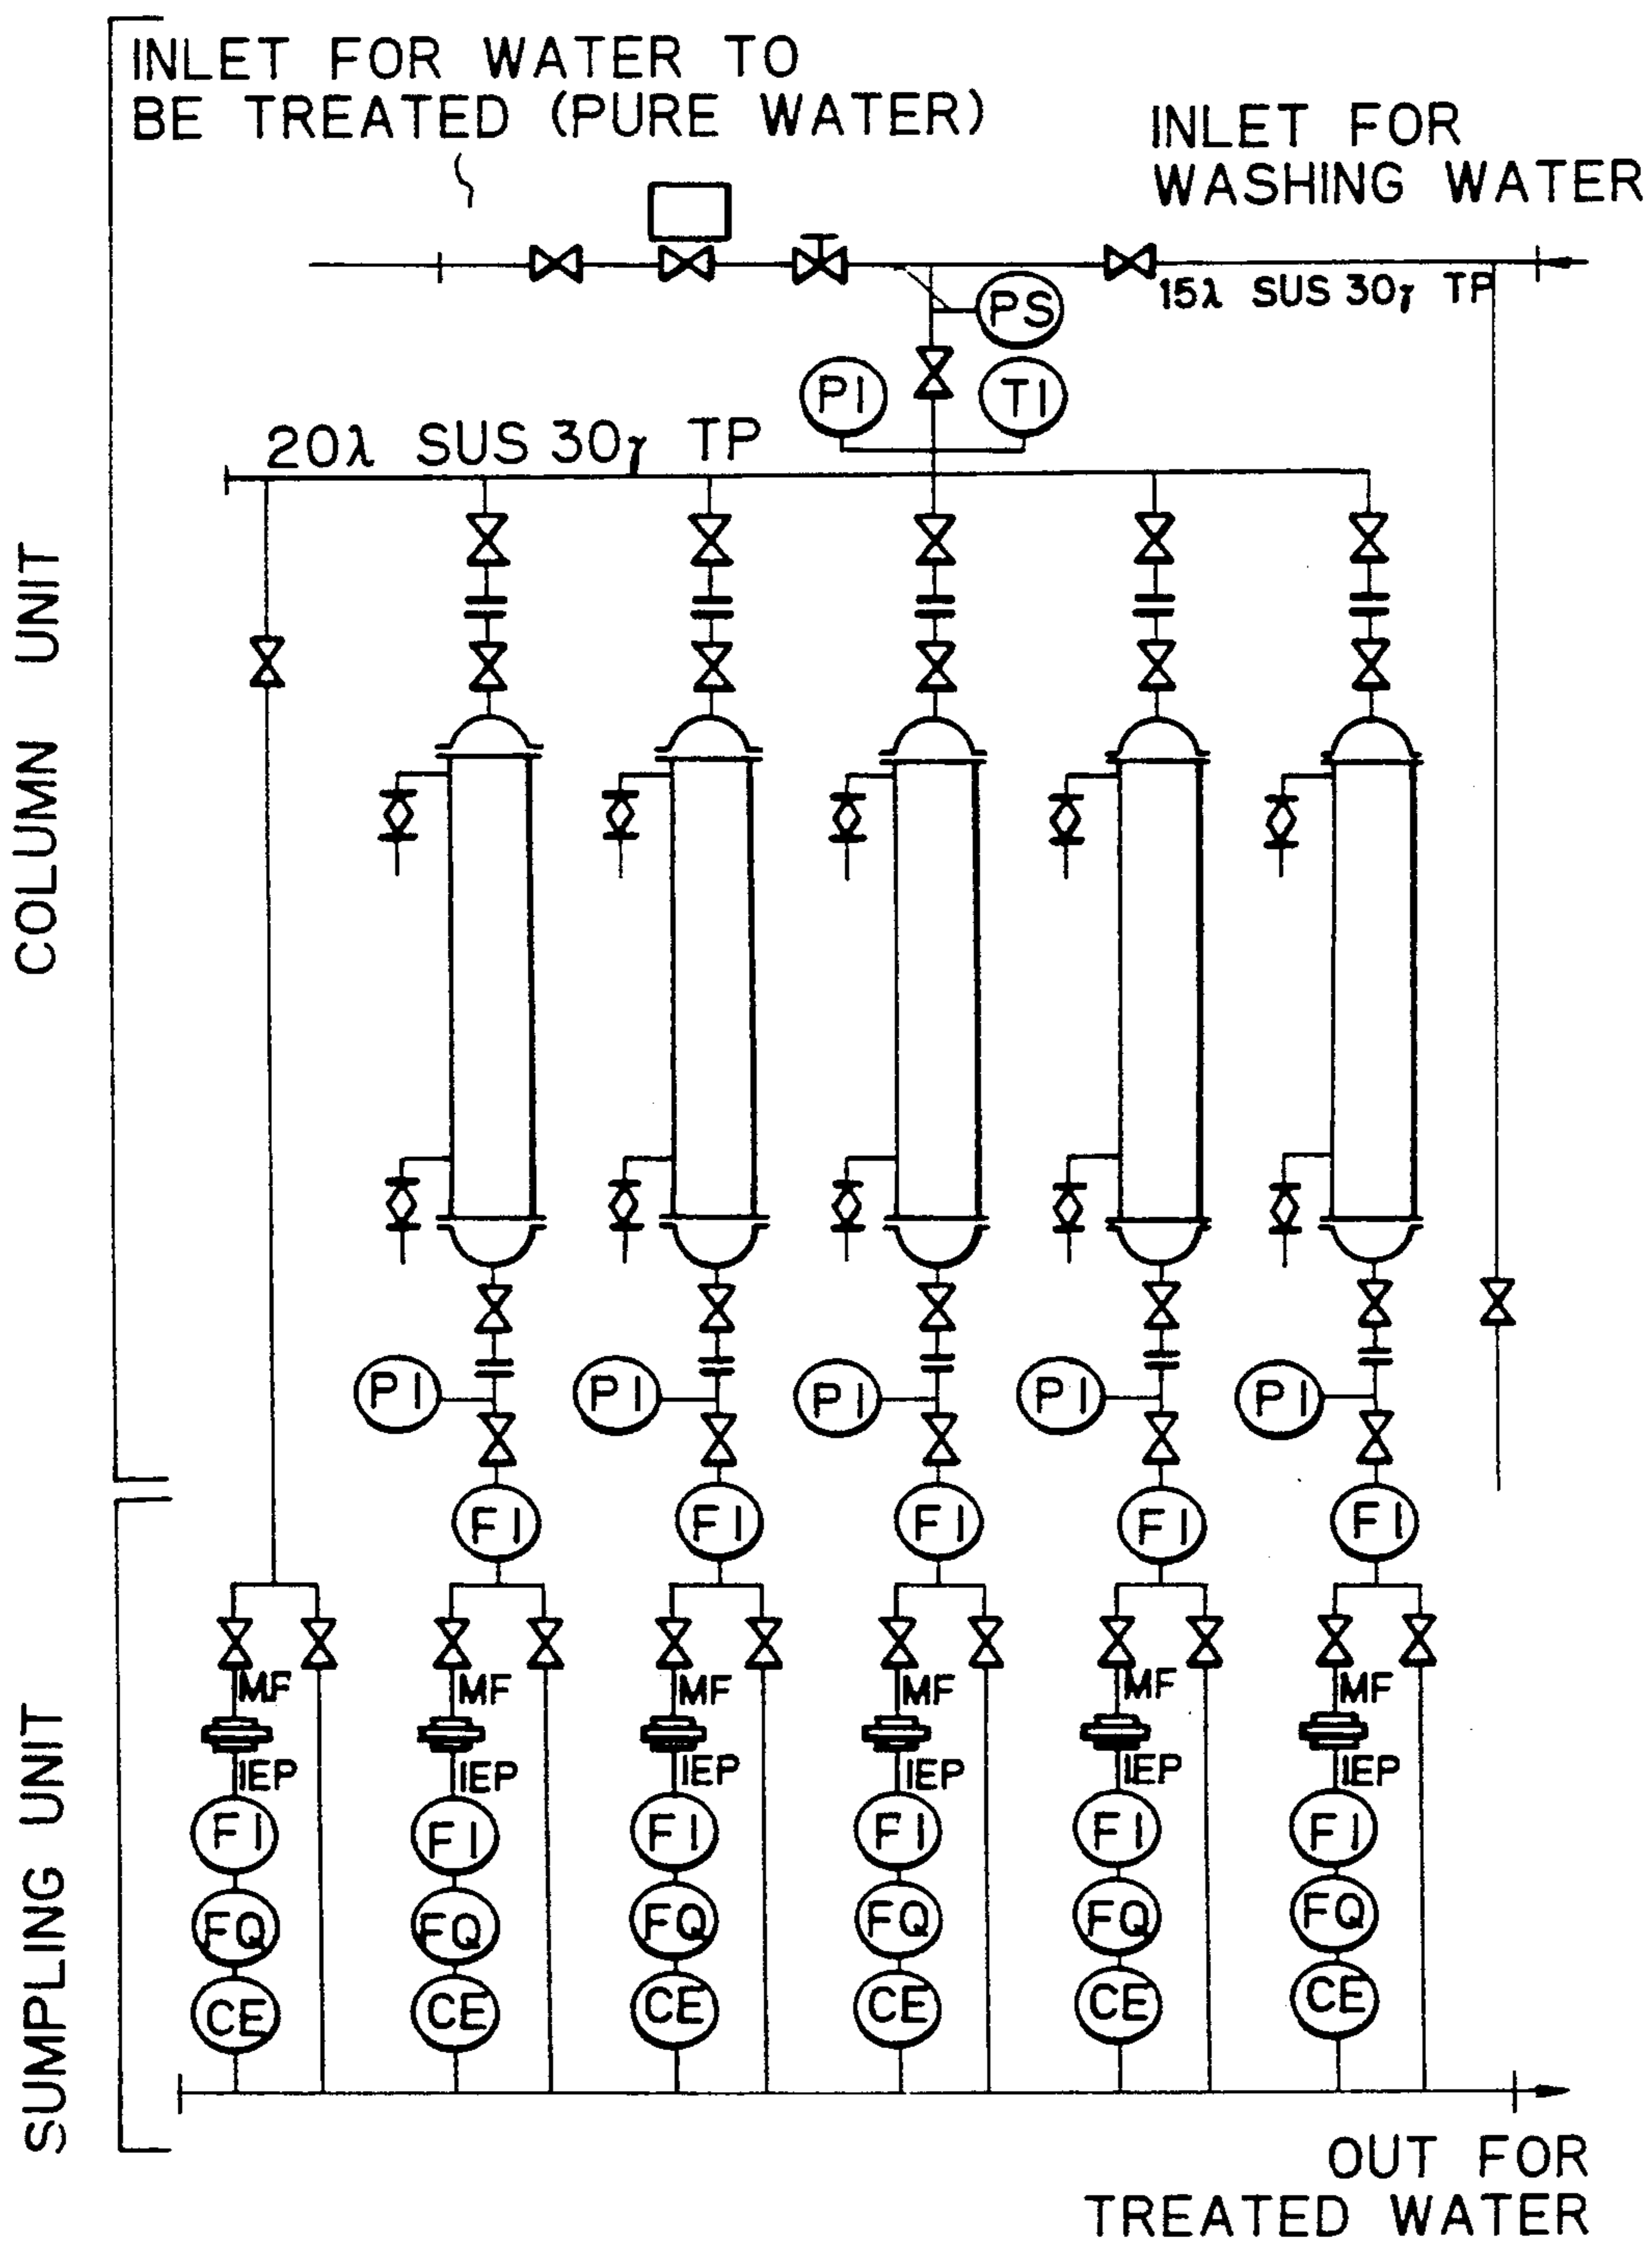 INLET FOR WATER TO
BE TREATED (PURE WATER)
INLET FOR
WASHING WATER
15λ SUS 30γ TP
PS
PI TI
20λ SUS 30γ TP
COLUMN UNIT
PI PI PI PI PI
FI FI FI FI FI
MF MF MF MF MF MF
IEP IEP IEP IEP IEP IEP
FI FI FI FI FI FI
FQ FQ FQ FQ FQ FQ
CE CE CE CE CE CE
SUMPLING UNIT
OUT FOR
TREATED WATER